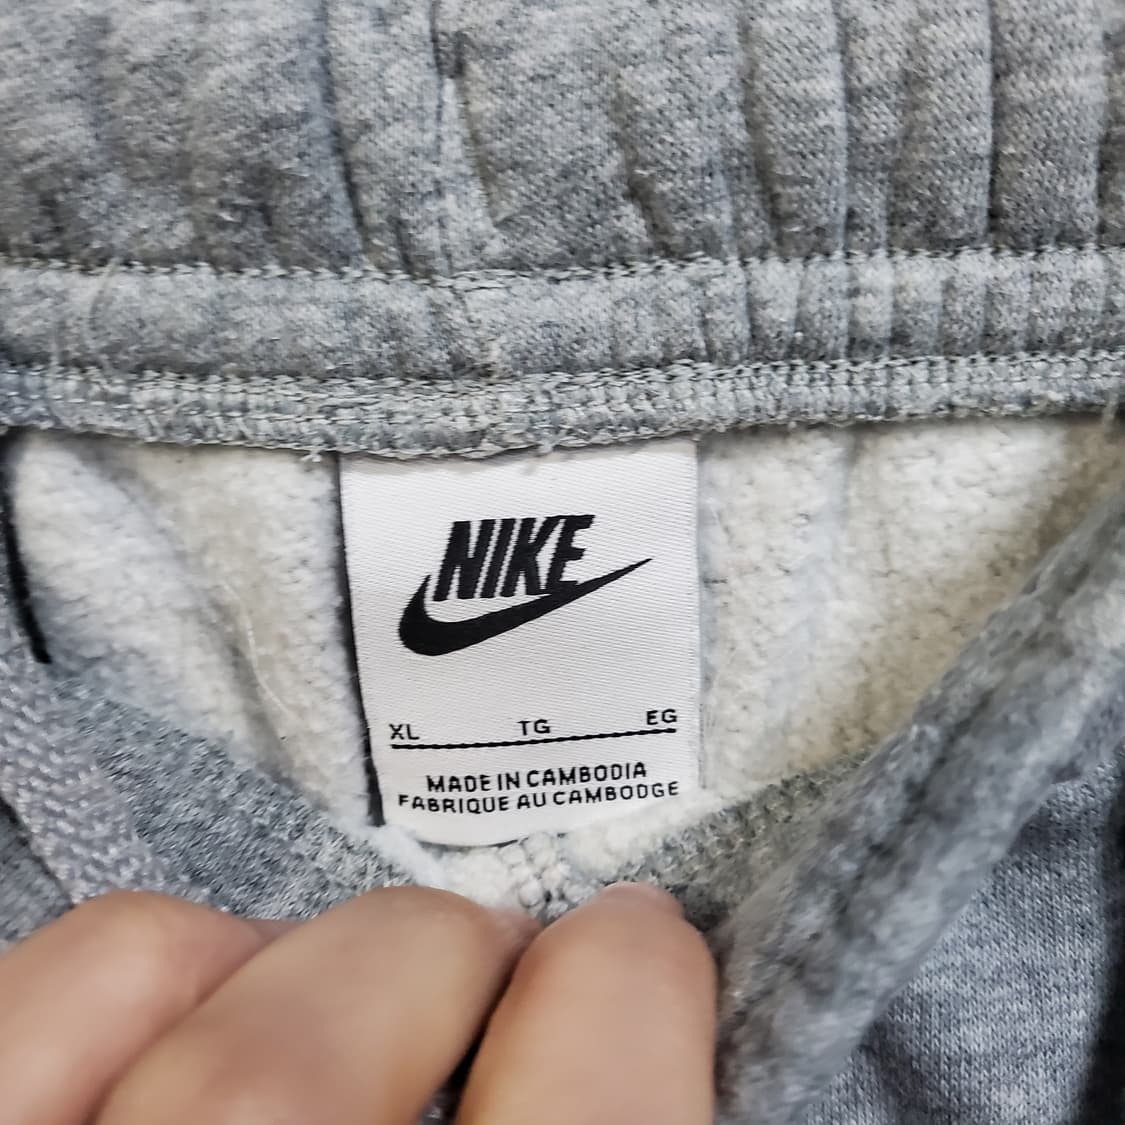 NIKE
XL TG EG
MADE IN CAMBODIA
FABRIQUE AU CAMBODGE